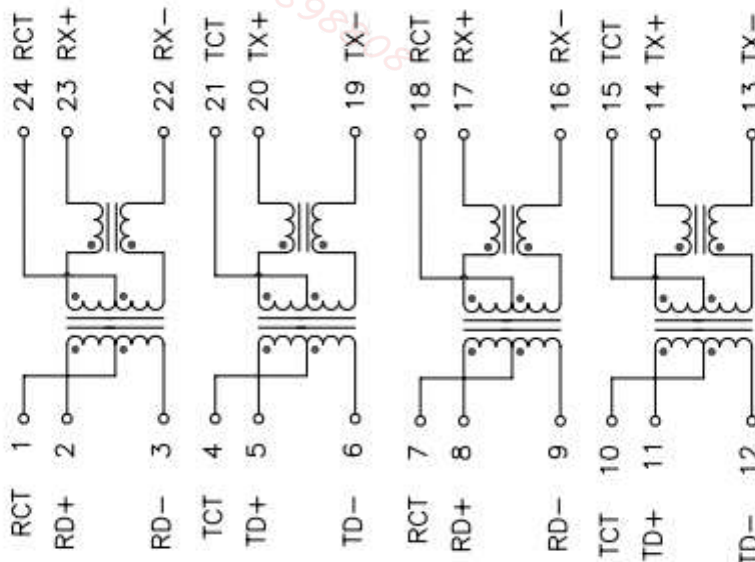 24 RCT
23 RX+
22 RX-
21 TCT
20 TX+
19 TX-
18 RCT
17 RX+
16 RX-
15 TCT
14 TX+
13 TX-
1 RCT
2 RD+
3 RD-
4 TCT
5 TD+
6 TD-
7 RCT
8 RD+
9 RD-
10 TCT
11 TD+
12 TD-